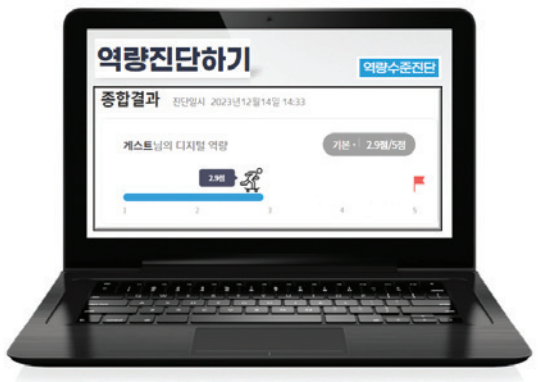 역량진단하기
역량수준진단
종합결과 진단일시 2023년12월14일 14:33
게스트님의 디지털 역량
기본 · 2.9점/5점
2.9점
1 2 3 4 5